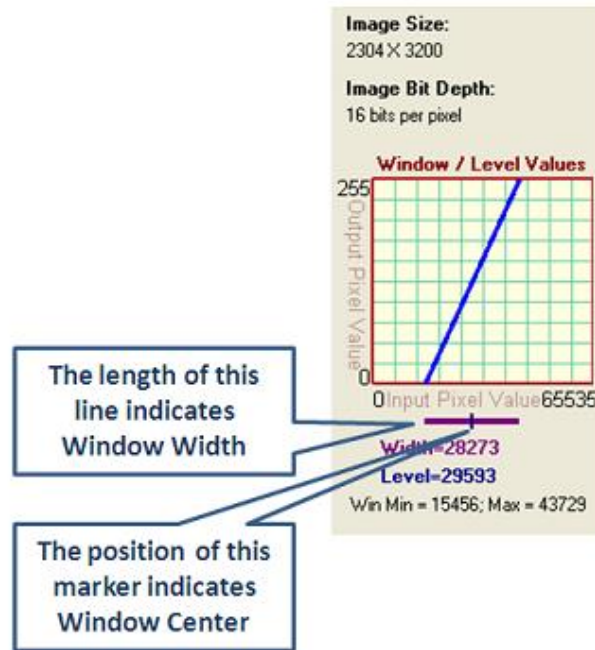 Image Size:
2304 X 3200
Image Bit Depth:
16 bits per pixel
Window / Level Values
255
Output Pixel Value
0
0 Input Pixel Value 65535
Width=28273
Level=29593
Win Min = 15456; Max = 43729
The length of this
line indicates
Window Width
The position of this
marker indicates
Window Center